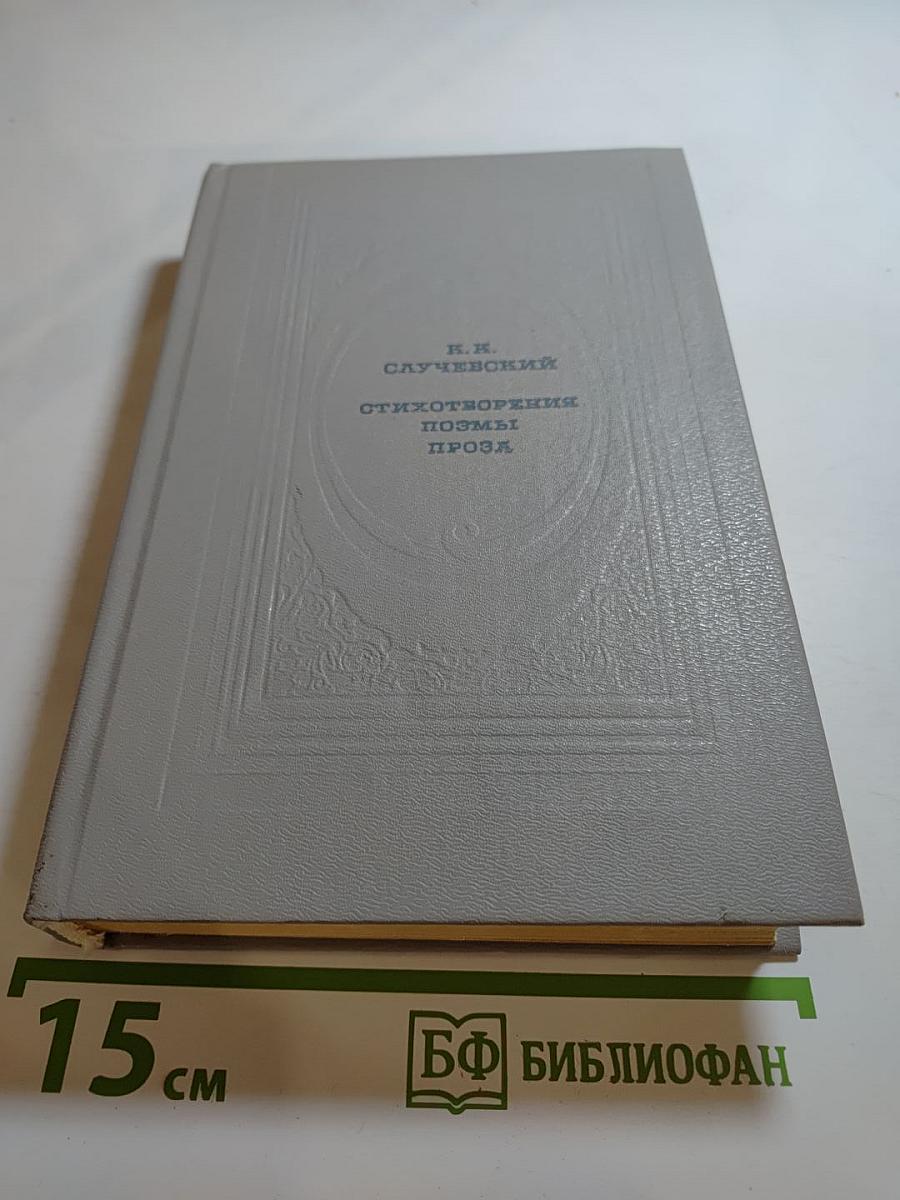 К. К.
СЛУЧЕВСКИЙ
СТИХОТВОРЕНИЯ
ПОЭМЫ
ПРОЗА
15 см
БФ БИБЛИОФАН